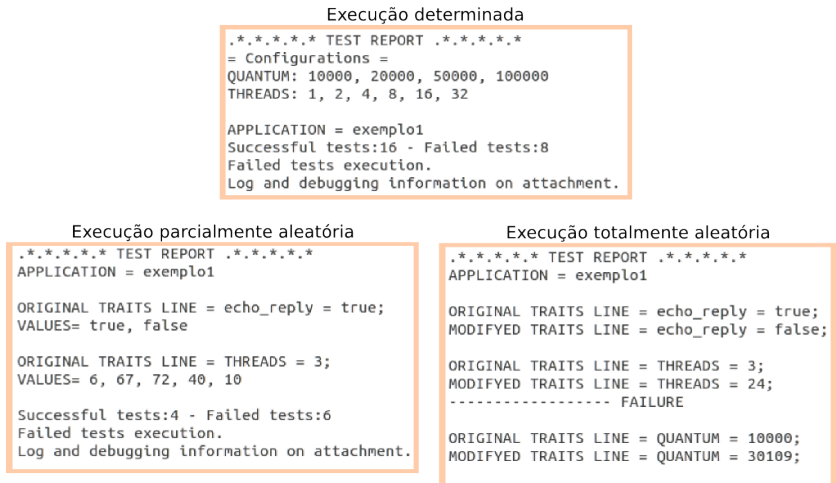 Execução determinada
.*.*.*.*.* TEST REPORT .*.*.*.*.*
= Configurations =
QUANTUM: 10000, 20000, 50000, 100000
THREADS: 1, 2, 4, 8, 16, 32
APPLICATION = exemplo1
Successful tests:16 - Failed tests:8
Failed tests execution.
Log and debugging information on attachment.
Execução parcialmente aleatória
.*.*.*.*.* TEST REPORT .*.*.*.*.*
APPLICATION = exemplo1
ORIGINAL TRAITS LINE = echo_reply = true;
VALUES= true, false
ORIGINAL TRAITS LINE = THREADS = 3;
VALUES= 6, 67, 72, 40, 10
Successful tests:4 - Failed tests:6
Failed tests execution.
Log and debugging information on attachment.
Execução totalmente aleatória
.*.*.*.*.* TEST REPORT .*.*.*.*.*
APPLICATION = exemplo1
ORIGINAL TRAITS LINE = echo_reply = true;
MODIFYED TRAITS LINE = echo_reply = false;
ORIGINAL TRAITS LINE = THREADS = 3;
MODIFYED TRAITS LINE = THREADS = 24;
------------------ FAILURE
ORIGINAL TRAITS LINE = QUANTUM = 10000;
MODIFYED TRAITS LINE = QUANTUM = 30109;